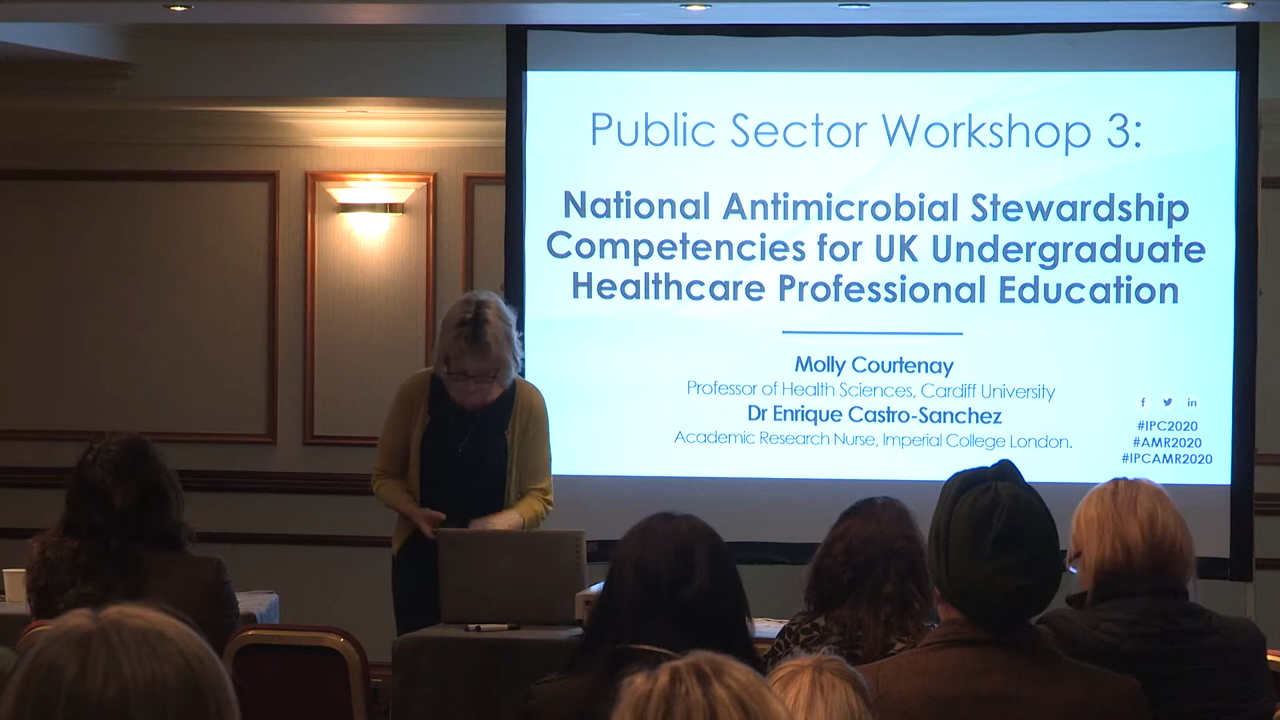 Public Sector Workshop 3:
National Antimicrobial Stewardship
Competencies for UK Undergraduate
Healthcare Professional Education
Molly Courtenay
Professor of Health Sciences, Cardiff University
Dr Enrique Castro-Sanchez
Academic Research Nurse, Imperial College London.
#IPC2020
#AMR2020
#IPCAMR2020